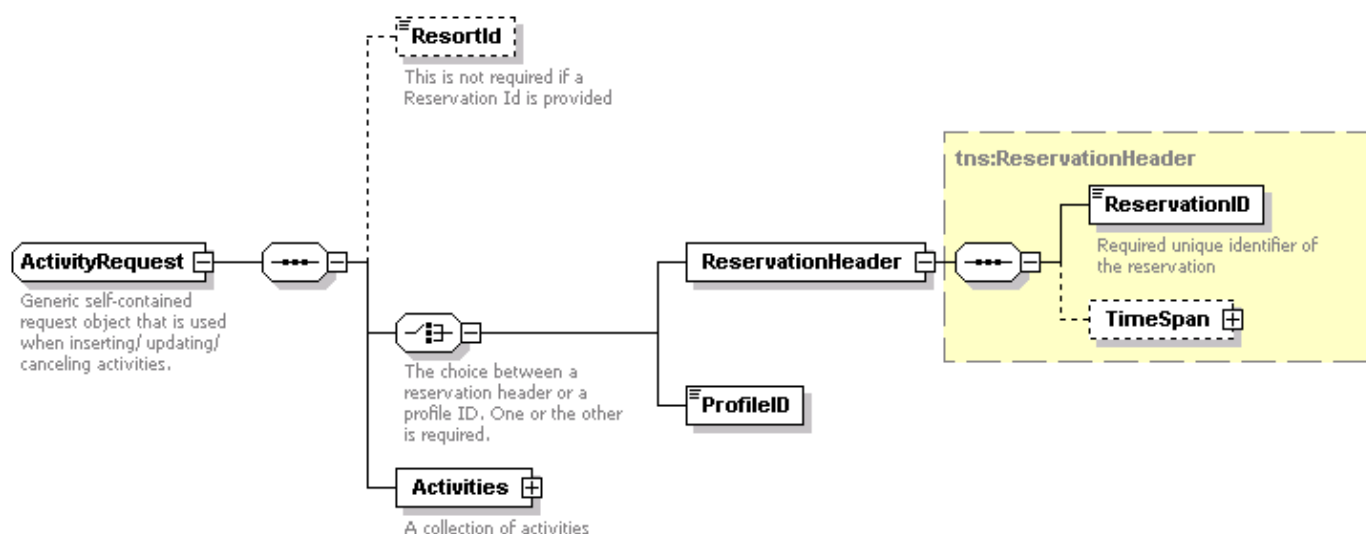 ResortId
This is not required if a
Reservation Id is provided
tns:ReservationHeader
ReservationID
Required unique identifier of
the reservation
ActivityRequest
Generic self-contained
request object that is used
when inserting/ updating/
canceling activities.
ReservationHeader
TimeSpan
The choice between a
reservation header or a
profile ID. One or the other
is required.
ProfileID
Activities
A collection of activities